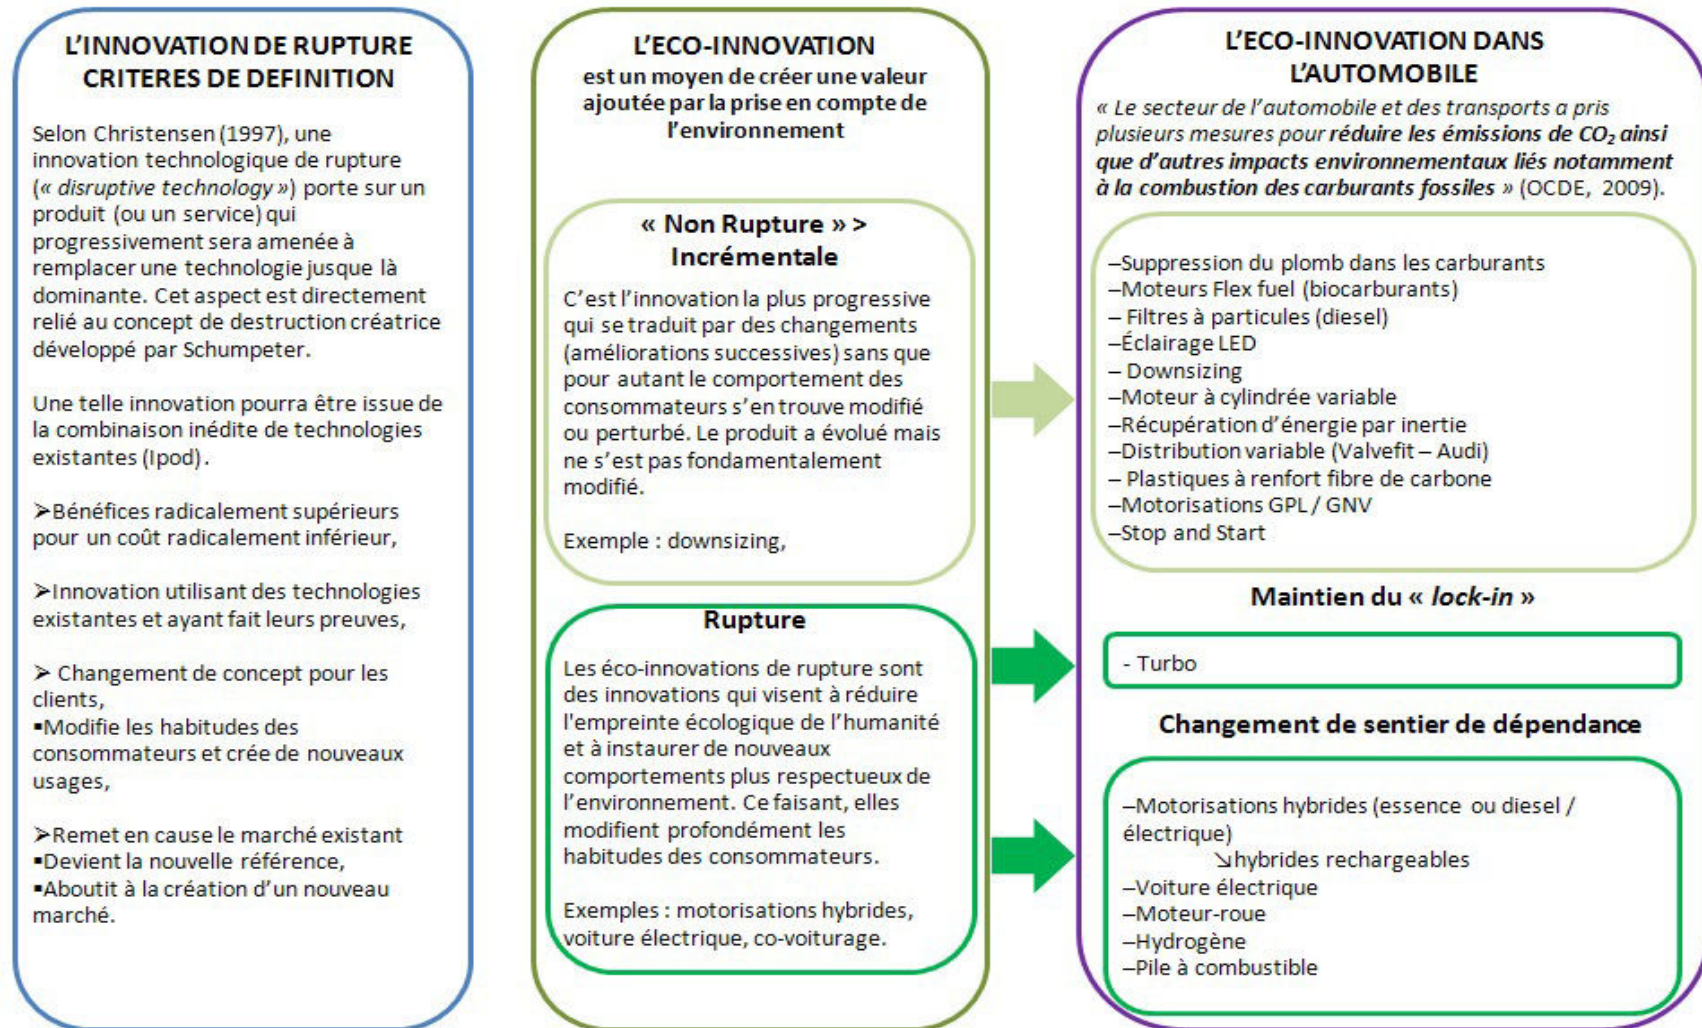 L'INNOVATION DE RUPTURE
CRITERES DE DEFINITION
Selon Christensen (1997), une
innovation technologique de rupture
(« disruptive technology ») porte sur un
produit (ou un service) qui
progressivement sera amenée à
remplacer une technologie jusque là
dominante. Cet aspect est directement
relié au concept de destruction créatrice
développé par Schumpeter.
Une telle innovation pourra être issue de
la combinaison inédite de technologies
existantes (Ipod).
➢Bénéfices radicalement supérieurs
pour un coût radicalement inférieur,
➢Innovation utilisant des technologies
existantes et ayant fait leurs preuves,
➢ Changement de concept pour les
clients,
▪Modifie les habitudes des
consommateurs et crée de nouveaux
usages,
➢Remet en cause le marché existant
▪Devient la nouvelle référence,
▪Aboutit à la création d'un nouveau
marché.
L'ECO-INNOVATION
est un moyen de créer une valeur
ajoutée par la prise en compte de
l'environnement
« Non Rupture » >
Incrémentale
C'est l'innovation la plus progressive
qui se traduit par des changements
(améliorations successives) sans que
pour autant le comportement des
consommateurs s'en trouve modifié
ou perturbé. Le produit a évolué mais
ne s'est pas fondamentalement
modifié.
Exemple : downsizing,
Rupture
Les éco-innovations de rupture sont
des innovations qui visent à réduire
l'empreinte écologique de l'humanité
et à instaurer de nouveaux
comportements plus respectueux de
l'environnement. Ce faisant, elles
modifient profondément les
habitudes des consommateurs.
Exemples : motorisations hybrides,
voiture électrique, co-voiturage.
L'ECO-INNOVATION DANS
L'AUTOMOBILE
« Le secteur de l'automobile et des transports a pris
plusieurs mesures pour réduire les émissions de CO₂ ainsi
que d'autres impacts environnementaux liés notamment
à la combustion des carburants fossiles » (OCDE, 2009).
–Suppression du plomb dans les carburants
–Moteurs Flex fuel (biocarburants)
– Filtres à particules (diesel)
–Éclairage LED
– Downsizing
–Moteur à cylindrée variable
–Récupération d'énergie par inertie
–Distribution variable (Valvefit – Audi)
– Plastiques à renfort fibre de carbone
–Motorisations GPL / GNV
–Stop and Start
Maintien du « lock-in »
- Turbo
Changement de sentier de dépendance
–Motorisations hybrides (essence ou diesel /
électrique)
↘hybrides rechargeables
–Voiture électrique
–Moteur-roue
–Hydrogène
–Pile à combustible